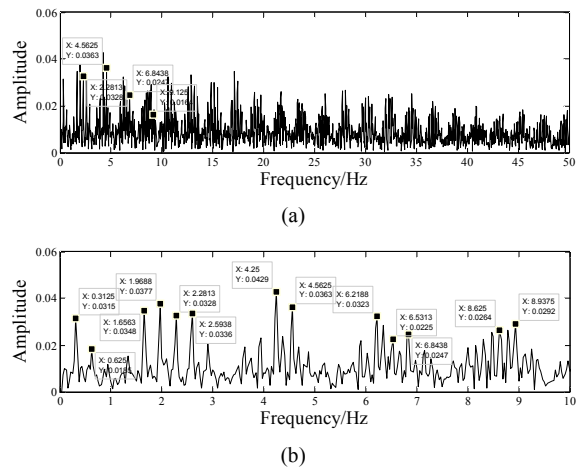 0.06
0.04
0.02
0
Amplitude
X: 4.5625
Y: 0.0363
X: 2.2813
Y: 0.0328
X: 6.8438
Y: 0.0247
0 5 10 15 20 25 30 35 40 45 50
Frequency/Hz
(a)
0.06
0.04
0.02
0
Amplitude
X: 0.3125
Y: 0.0315
X: 0.625
X: 1.6563
Y: 0.0348
X: 1.9688
Y: 0.0377
X: 2.2813
Y: 0.0328
X: 2.5938
Y: 0.0336
X: 4.25
Y: 0.0429
X: 4.5625
Y: 0.0363
X: 6.2188
Y: 0.0323
X: 6.5313
Y: 0.0225
X: 6.8438
Y: 0.0247
X: 8.625
Y: 0.0264
X: 8.9375
Y: 0.0292
0 1 2 3 4 5 6 7 8 9 10
Frequency/Hz
(b)